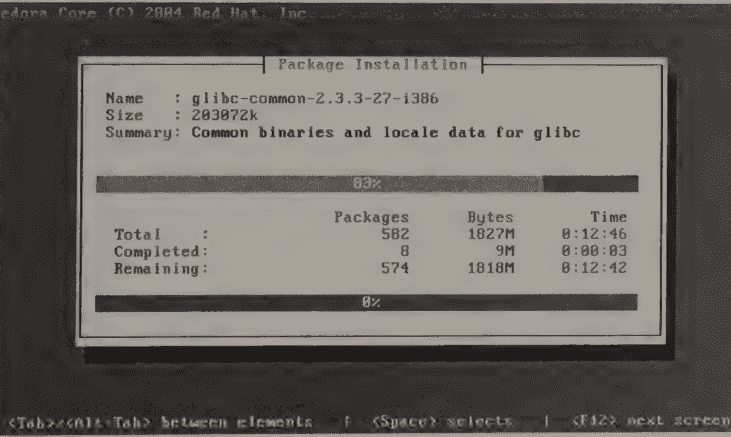 edora Core (C) 2004 Red Hat, Inc
Package Installation
Name : glibc-common-2.3.3-27-i386
Size : 203072k
Summary: Common binaries and locale data for glibc
83%
Packages Bytes Time
Total : 582 1827M 0:12:46
Completed: 8 9M 0:00:03
Remaining: 574 1818M 0:12:42
0%
<Tab>/<Alt-Tab> between elements | <Space> selects | <F12> next screen